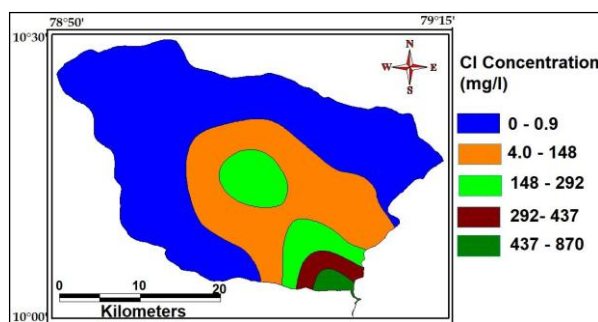 78°50' 79°15'
10°30'
N
W E
S
Cl Concentration
(mg/l)
0 - 0.9
4.0 - 148
148 - 292
292- 437
437 - 870
0 10 20
Kilometers
10°00'